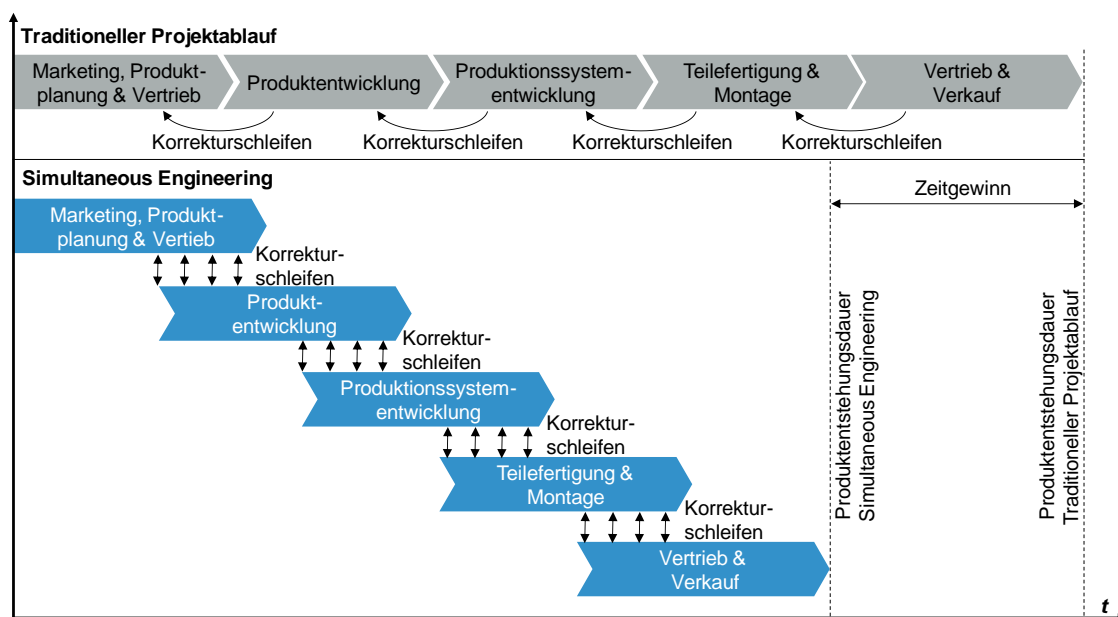 Traditioneller Projektablauf
Marketing, Produkt-
planung & Vertrieb
Produktentwicklung
Produktionssystem-
entwicklung
Teilefertigung &
Montage
Vertrieb &
Verkauf
Korrekturschleifen
Korrekturschleifen
Korrekturschleifen
Korrekturschleifen
Simultaneous Engineering
Zeitgewinn
Marketing, Produkt-
planung & Vertieb
Korrektur-
schleifen
Produkt-
entwicklung
Korrektur-
schleifen
Produktionssystem-
entwicklung
Korrektur-
schleifen
Teilefertigung &
Montage
Korrektur-
schleifen
Vertrieb &
Verkauf
Produktentstehungsdauer
Simultaneous Engineering
Produktentstehungsdauer
Traditioneller Projektablauf
t